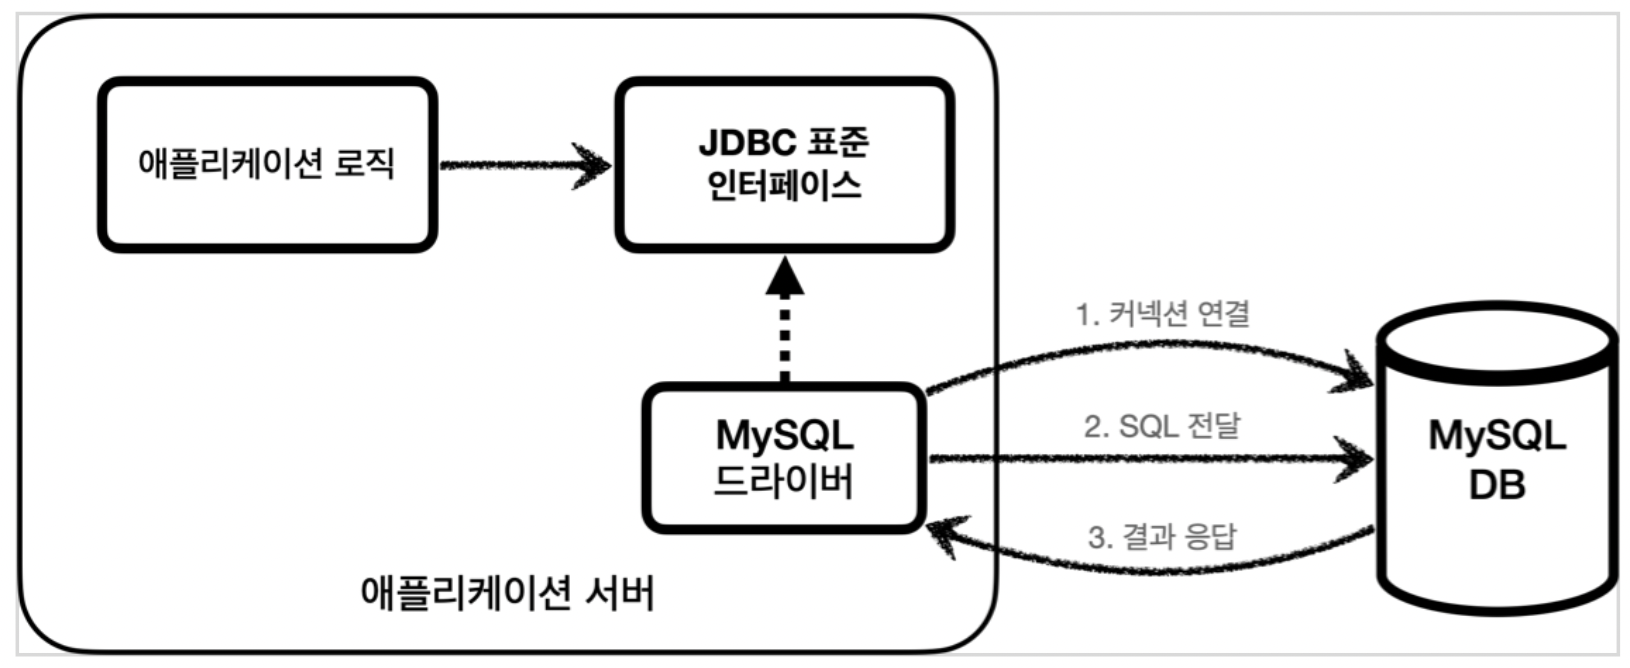 애플리케이션 로직
JDBC 표준
인터페이스
1. 커넥션 연결
MySQL
드라이버
2. SQL 전달
MySQL
DB
3. 결과 응답
애플리케이션 서버